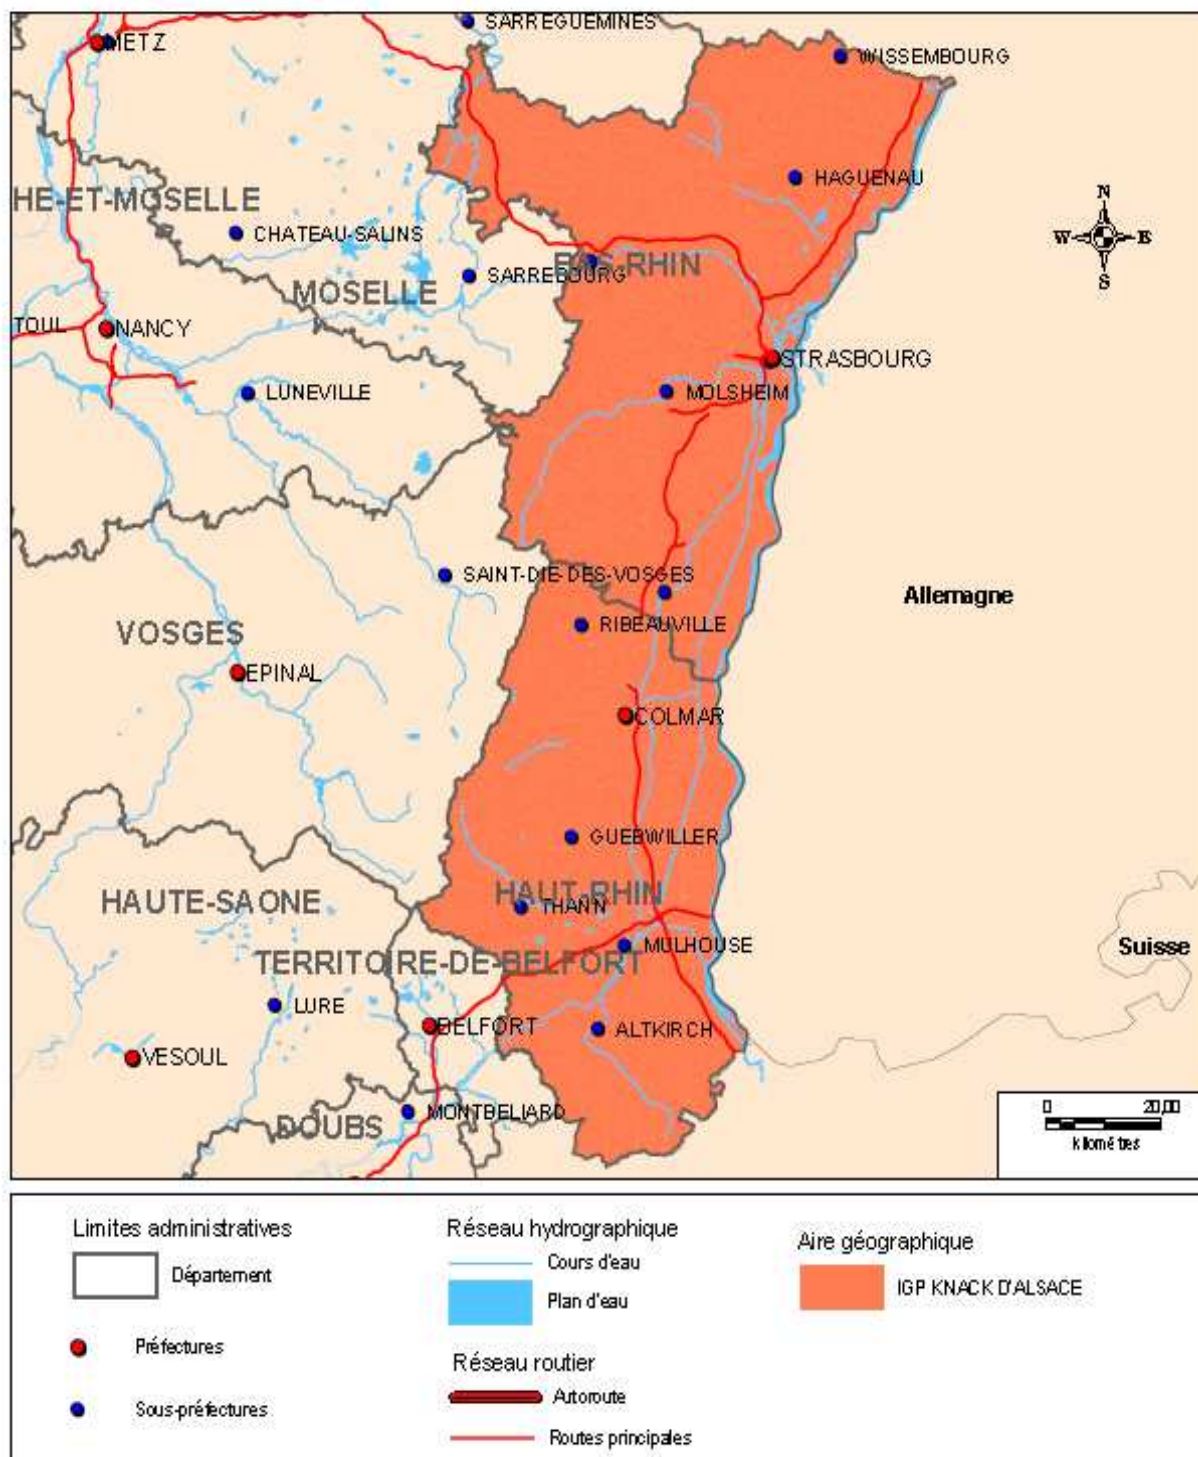 SARREGUEMINES
METZ
WISSEMBOURG
HAGUENAU
HE-ET-MOSELLE
N
CHATEAU-SALINS
W E
S
BAS-RHIN
SARREBOURG
MOSELLE
TOUL
NANCY
STRASBOURG
LUNEVILLE
MOLSHEIM
SAINT-DIE-DES-VOSGES
Allemagne
RIBEAUVILLE
VOSGES
EPINAL
COLMAR
GUEBWILLER
HAUT-RHIN
HAUTE-SAONE
THANN
MULHOUSE
Suisse
TERRITOIRE-DE-BELFORT
LURE
BELFORT
ALTKIRCH
VESOUL
MONTBELIARD
DOUBS
0 20,00
kilomètres
Limites administratives
Département
Préfectures
Sous-préfectures
Réseau hydrographique
Cours d'eau
Plan d'eau
Réseau routier
Autoroute
Routes principales
Aire géographique
IGP KNACK D'ALSACE